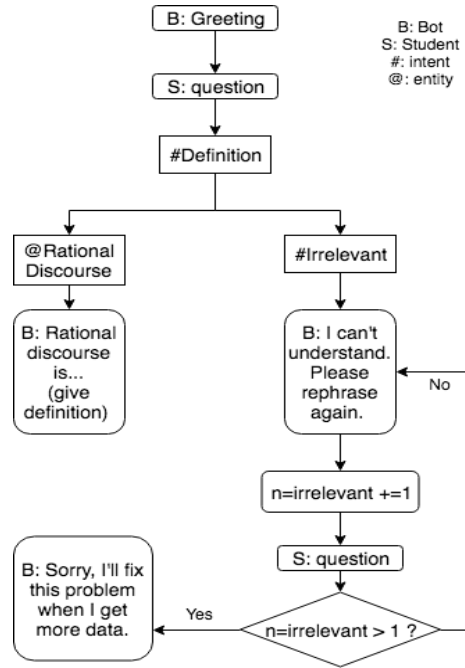 B: Greeting
B: Bot
S: Student
#: intent
@: entity
S: question
#Definition
@Rational
Discourse
#Irrelevant
B: Rational
discourse
is...
(give
definition)
B: I can't
understand.
Please
rephrase
again.
No
n=irrelevant +=1
S: question
B: Sorry, I'll fix
this problem
when I get
more data.
Yes
n=irrelevant > 1 ?